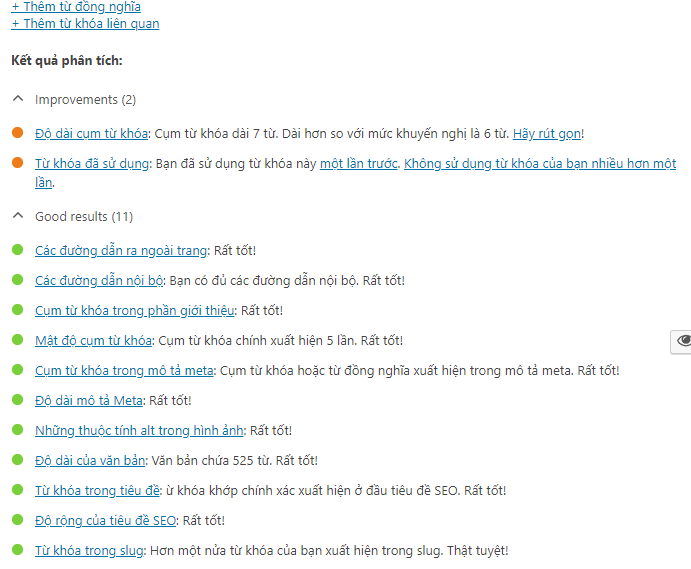 + Thêm từ đồng nghĩa
+ Thêm từ khóa liên quan
Kết quả phân tích:
Improvements (2)
Độ dài cụm từ khóa: Cụm từ khóa dài 7 từ. Dài hơn so với mức khuyến nghị là 6 từ. Hãy rút gọn!
Từ khóa đã sử dụng: Bạn đã sử dụng từ khóa này một lần trước. Không sử dụng từ khóa của bạn nhiều hơn một
lần.
Good results (11)
Các đường dẫn ra ngoài trang: Rất tốt!
Các đường dẫn nội bộ: Bạn có đủ các đường dẫn nội bộ. Rất tốt!
Cụm từ khóa trong phần giới thiệu: Rất tốt!
Mật độ cụm từ khóa: Cụm từ khóa chính xuất hiện 5 lần. Rất tốt!
Cụm từ khóa trong mô tả meta: Cụm từ khóa hoặc từ đồng nghĩa xuất hiện trong mô tả meta. Rất tốt!
Độ dài mô tả Meta: Rất tốt!
Những thuộc tính alt trong hình ảnh: Rất tốt!
Độ dài của văn bản: Văn bản chứa 525 từ. Rất tốt!
Từ khóa trong tiêu đề: ừ khóa khớp chính xác xuất hiện ở đầu tiêu đề SEO. Rất tốt!
Độ rộng của tiêu đề SEO: Rất tốt!
Từ khóa trong slug: Hơn một nửa từ khóa của bạn xuất hiện trong slug. Thật tuyệt!